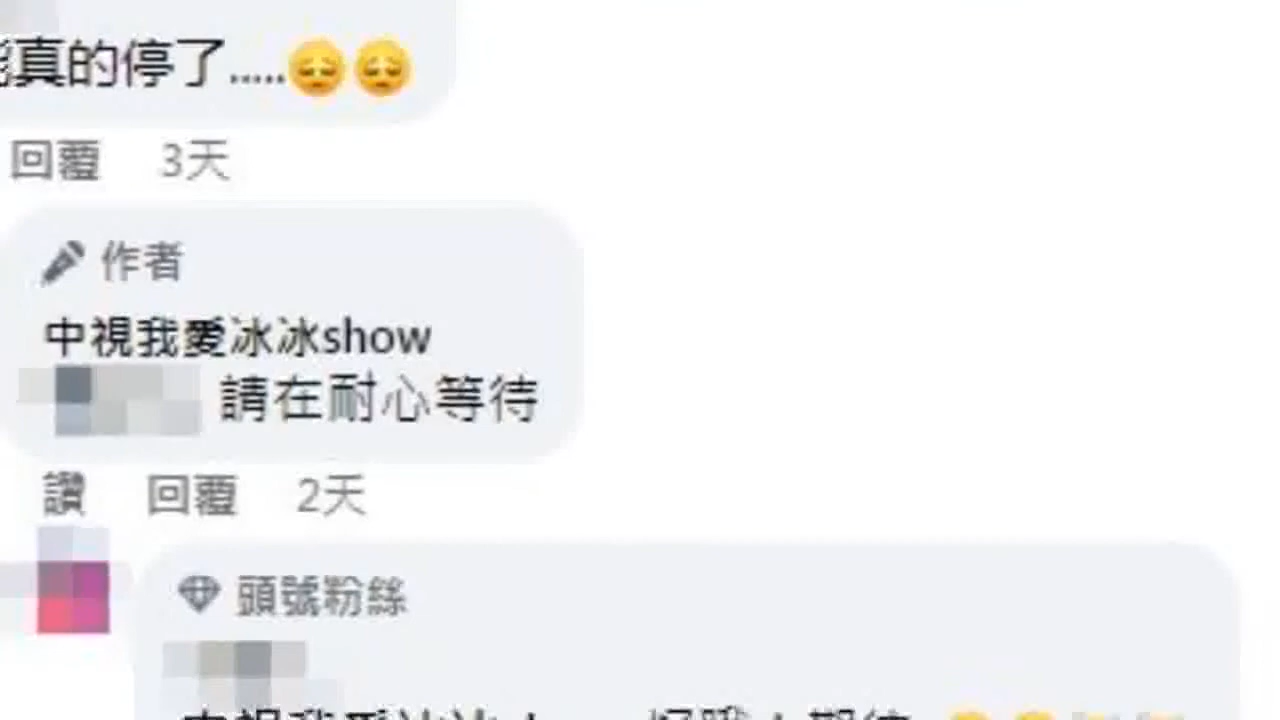 真的停了.....😔😔
回覆 3天
作者
中視我愛冰冰show
請在耐心等待
讚 回覆 2天
頭號粉絲